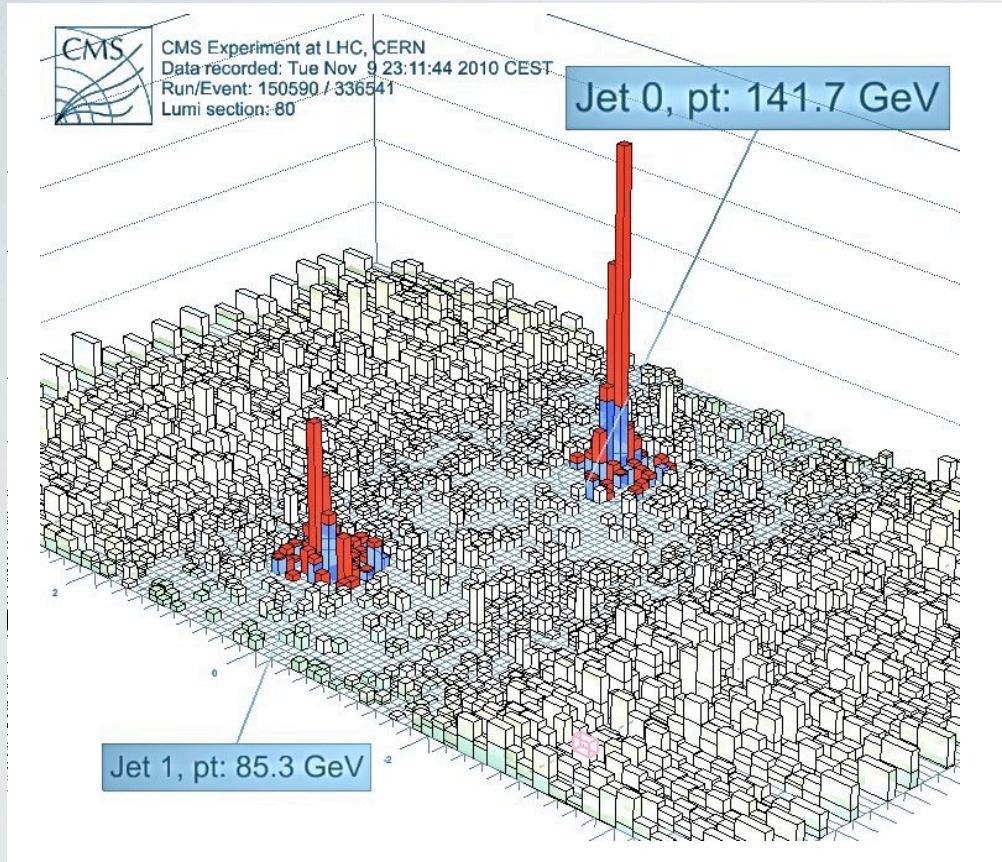 CMS
CMS Experiment at LHC, CERN
Data recorded: Tue Nov 9 23:11:44 2010 CEST
Run/Event: 150590 / 336541
Lumi section: 80
Jet 0, pt: 141.7 GeV
2
0
Jet 1, pt: 85.3 GeV
-2